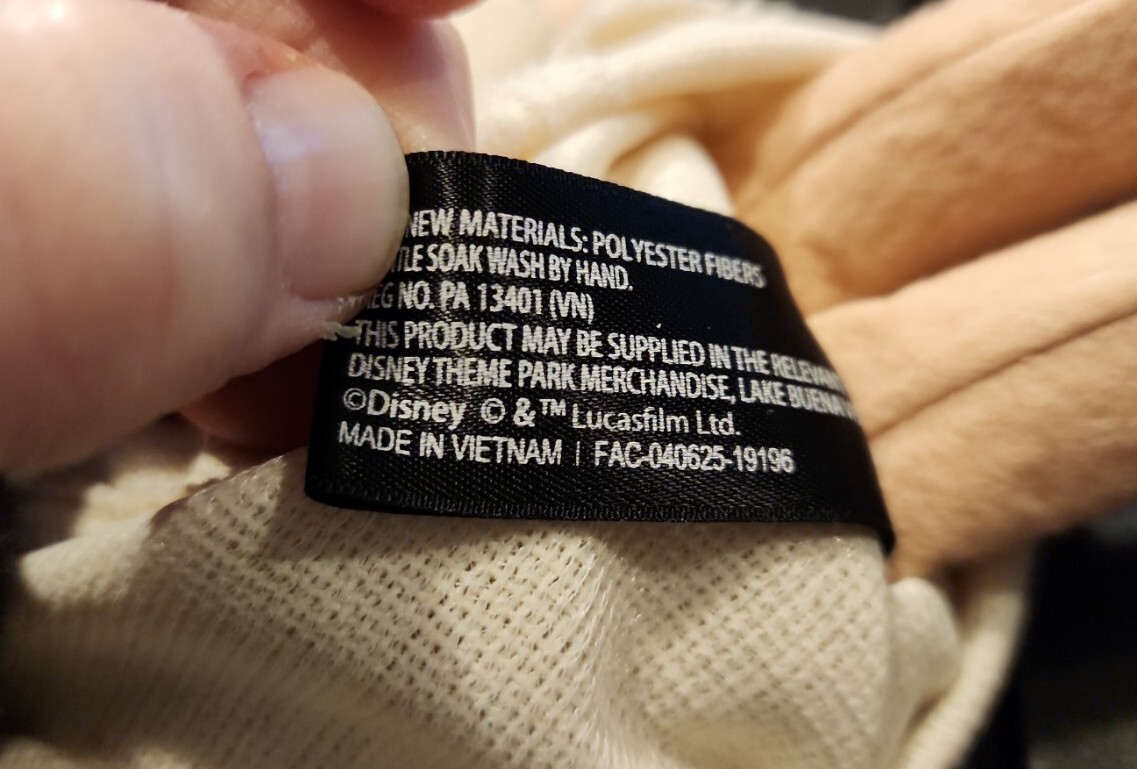 NEW MATERIALS: POLYESTER FIBERS
SOAK WASH BY HAND.
NO. PA 13401 (VN)
THIS PRODUCT MAY BE SUPPLIED IN THE
DISNEY THEME PARK MERCHANDISE, LAKE BUENA
©Disney © &™ Lucasfilm Ltd.
MADE IN VIETNAM | FAC-040625-19196